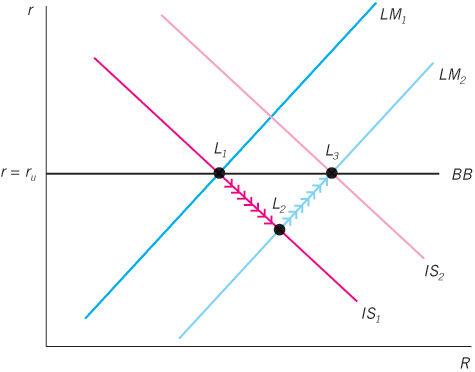 r
LM₁
LM₂
L₁
L₃
r = rᵤ
BB
L₂
IS₂
IS₁
R